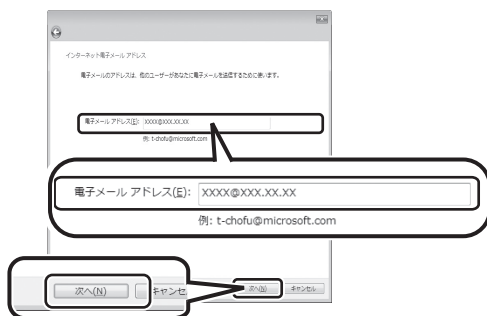 インターネット電子メール アドレス
電子メールのアドレスは、他のユーザーがあなたに電子メールを送信するために使います。
電子メール アドレス(E): XXXX@XXX.XX.XX
例: t-chofu@microsoft.com
電子メール アドレス(E): XXXX@XXX.XX.XX
例: t-chofu@microsoft.com
次へ(N) キャンセ
次へ(N) キャンセル